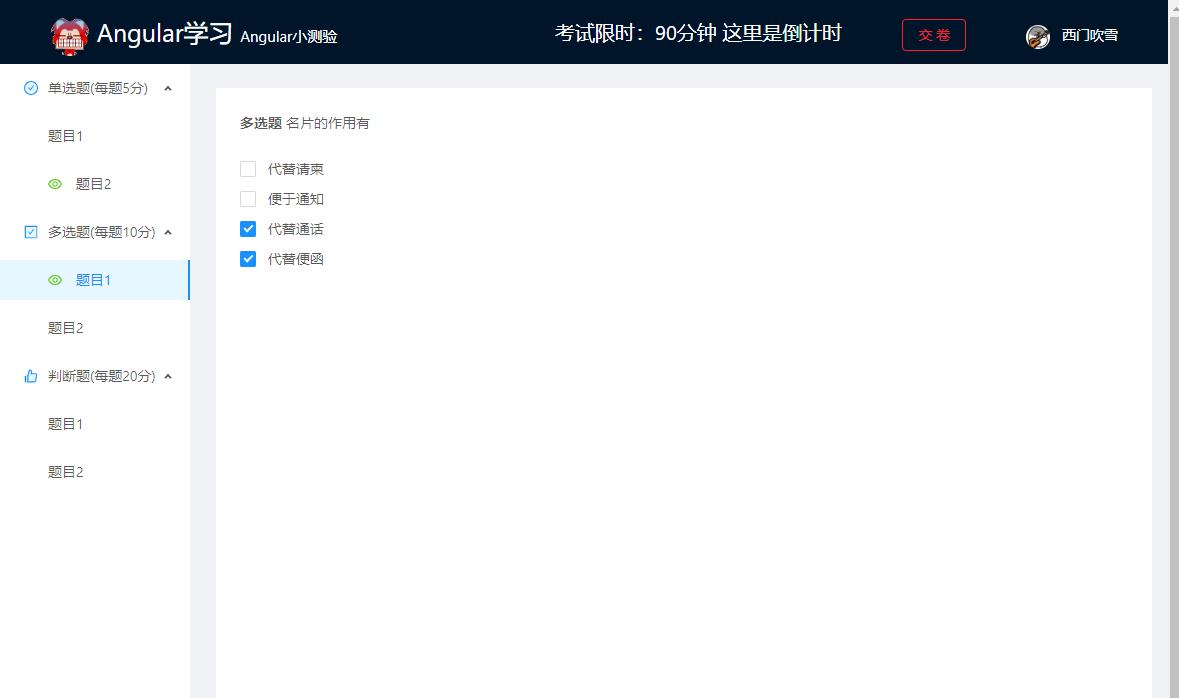 Angular学习 Angular小测验 考试限时：90分钟 这里是倒计时 交 卷 西门吹雪
单选题(每题5分)
题目1
题目2
多选题(每题10分)
题目1
题目2
判断题(每题20分)
题目1
题目2
多选题 名片的作用有
代替请柬
便于通知
代替通话
代替便函